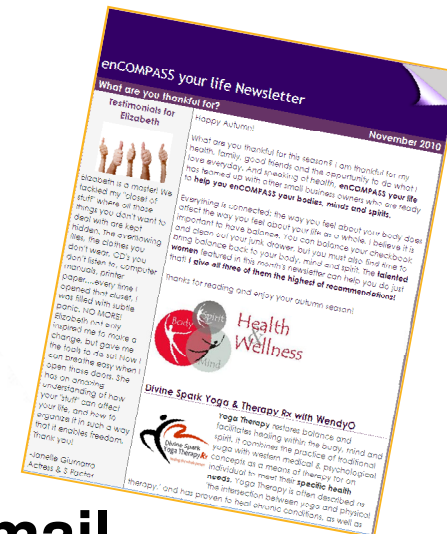 enCOMPASS your life Newsletter
What are you thankful for?
November 2010
Testimonials for
Elizabeth
Elizabeth is a master! We
tackled my "closet of
stuff" where all those
things you don't want to
deal with are kept
hidden. The overflowing
files, the clothes you
don't wear, CD's you
don't listen to, computer
manuals, printer
paper....every time I
opened that closet, I
was filled with subtle
panic. NO MORE!
Elizabeth not only
inspired me to make a
change, but gave me
the tools to do so! Now I
can breathe easy when I
open those doors. She
has an amazing
understanding of how
your "stuff" can affect
your life, and how to
organize it in such a way
that it enables freedom.
Thank you!
Janelle
Actress &
Happy Autumn!
What are you thankful for this season? I am thankful for my
health, family, good friends and the opportunity to do what I
love everyday. And speaking of health, enCOMPASS your life
has teamed up with other small business owners who are ready
to help you enCOMPASS your bodies, minds and spirits.
Everything is connected; the way you feel about your body does
affect the way you feel about your life as a whole. I believe it is
important to have balance. You can balance your checkbook
and clean out your junk drawer, but you must also find time to
bring balance back to your body, mind and spirit. The talented
women featured in this month's newsletter can help you do just
that! I give all three of them the highest of recommendations!
Thanks for reading and enjoy your autumn season!
Body
Spirit
Mind
Health
&
Wellness
Divine Spark Yoga & Therapy Rx with WendyO
Divine Spark
Yoga TherapyRx
Yoga Therapy restores balance and
facilitates healing within the body, mind and
spirit. It combines the practice of traditional
yoga with western medical & psychological
concepts as a means of therapy for an
individual to meet their specific health
needs. Yoga Therapy is often described as
'the intersection between yoga and physical
therapy,' and has proven to heal chronic conditions, as well as
mail